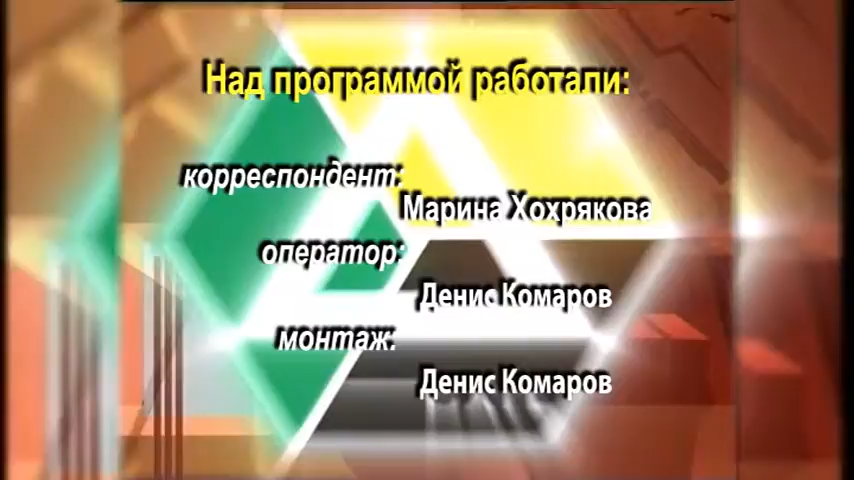 Над программой работали:
корреспондент:
Марина Хохрякова
оператор:
Денис Комаров
монтаж:
Денис Комаров